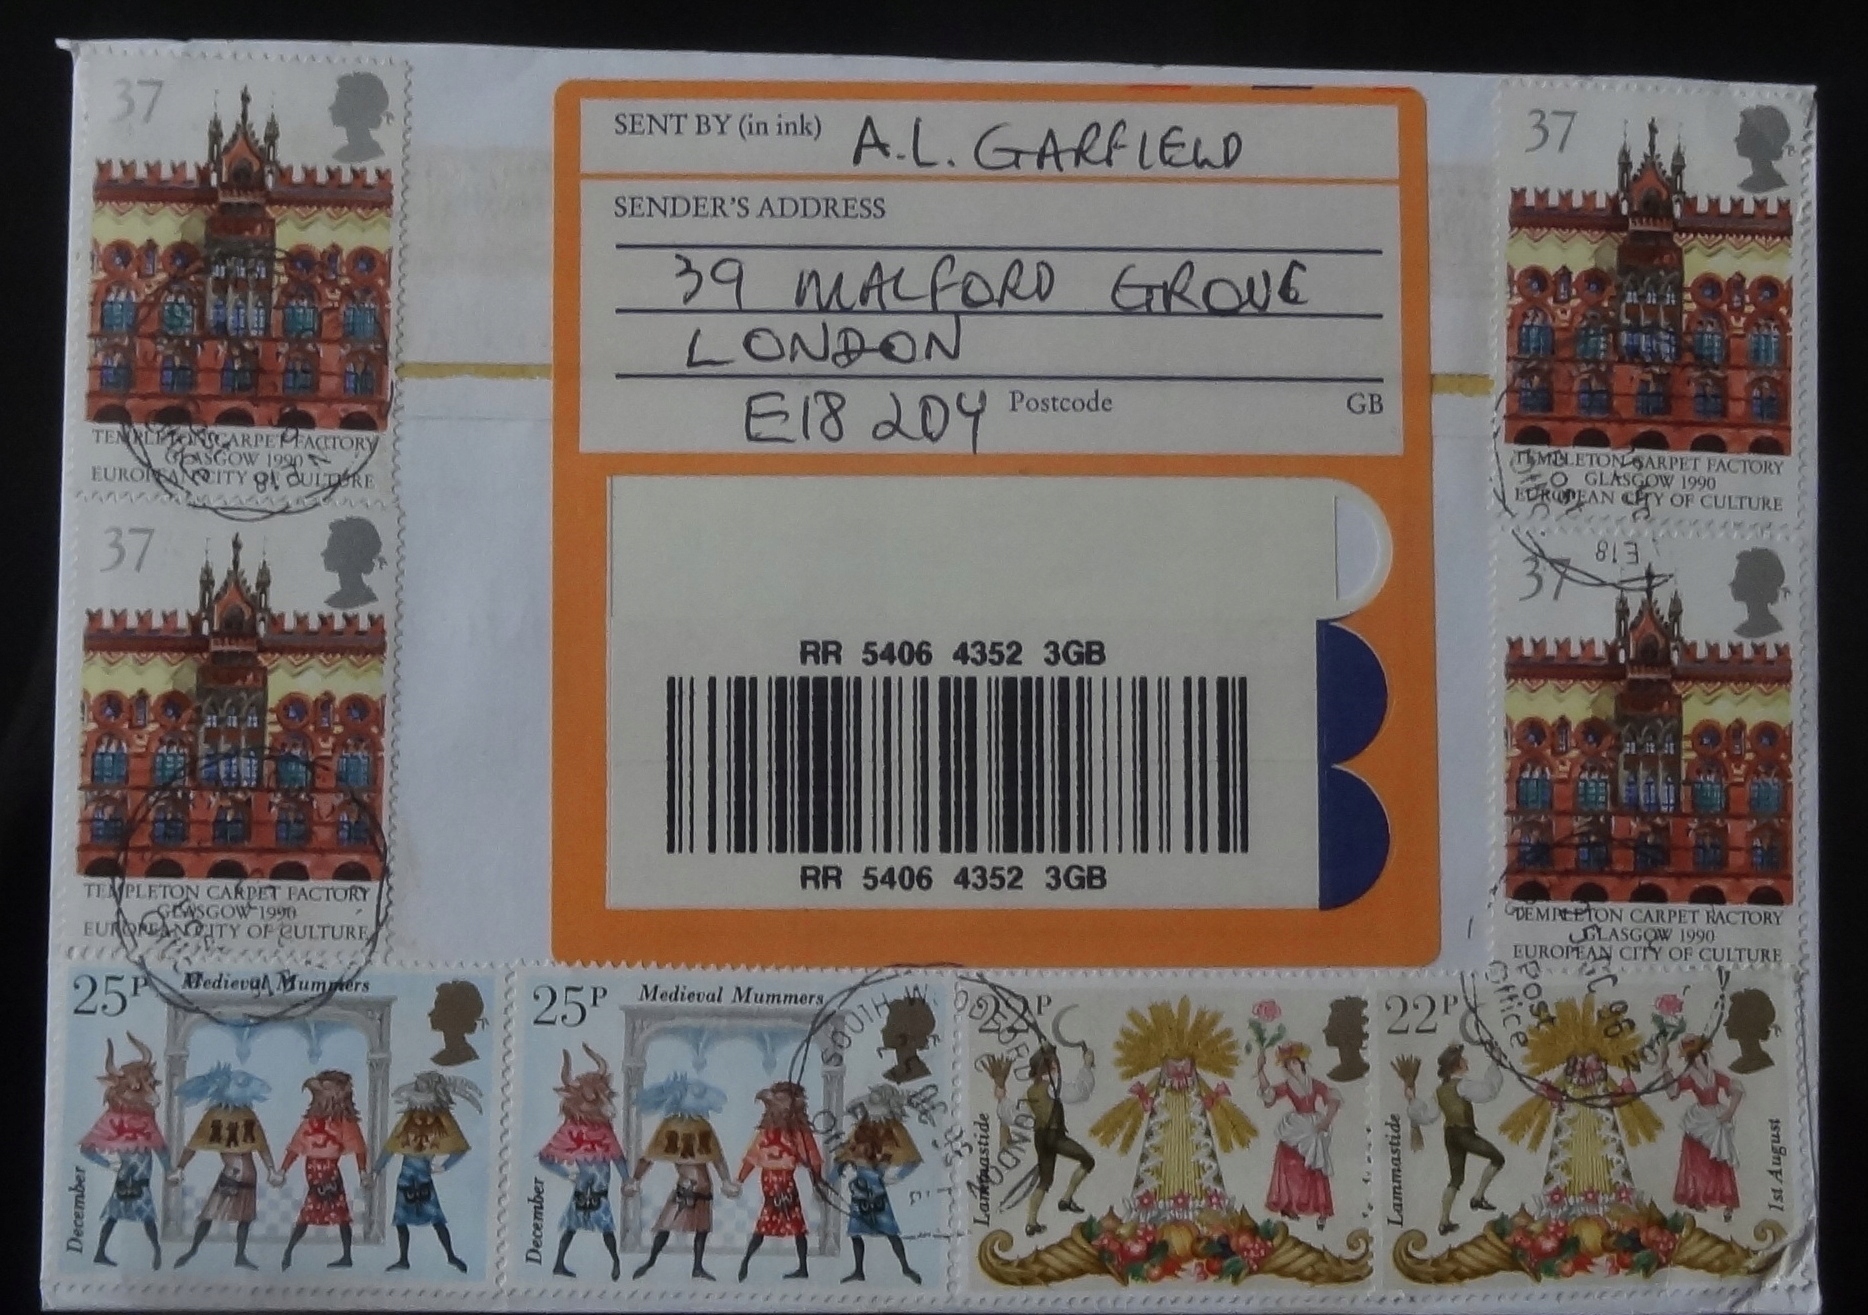 37
TEMPLETON CARPET FACTORY
GLASGOW 1990
EUROPEAN CITY OF CULTURE
37
TEMPLETON CARPET FACTORY
GLASGOW 1990
EUROPEAN CITY OF CULTURE
SENT BY (in ink) A.L. GARFIELD
SENDER'S ADDRESS
39 MALFORD GROVE
LONDON
E18 2DY Postcode GB
RR 5406 4352 3GB
RR 5406 4352 3GB
37
TEMPLETON CARPET FACTORY
GLASGOW 1990
EUROPEAN CITY OF CULTURE
E18
37
TEMPLETON CARPET FACTORY
GLASGOW 1990
EUROPEAN CITY OF CULTURE
25P Medieval Mummers
December
25P Medieval Mummers
December
SOUTH WOODFORD LONDON
22P
Lammastide
22P
Lammastide
1st August
Post
Office